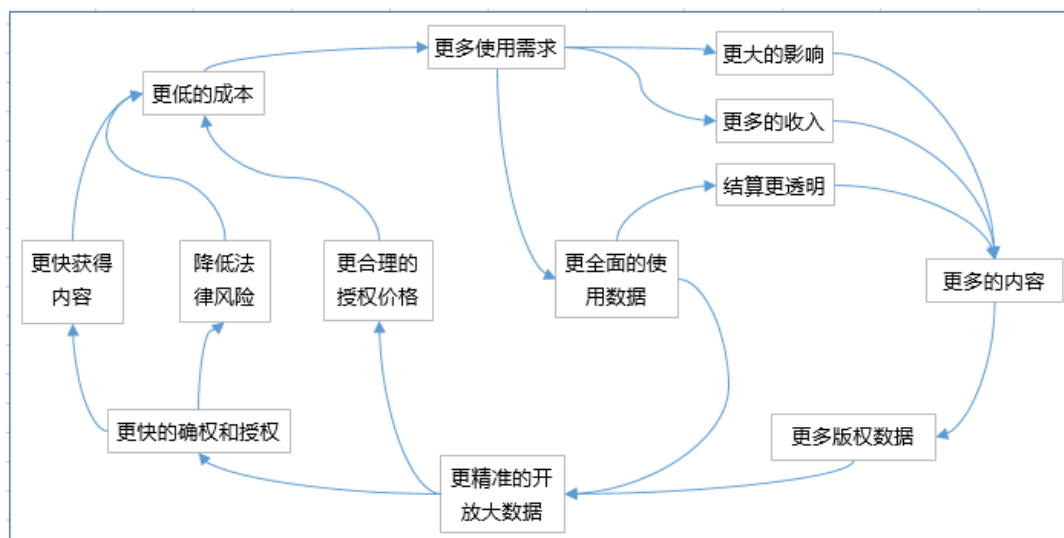 更多使用需求
更大的影响
更低的成本
更多的收入
结算更透明
更快获得
内容
降低法
律风险
更合理的
授权价格
更全面的使
用数据
更多的内容
更快的确权和授权
更多版权数据
更精准的开
放大数据